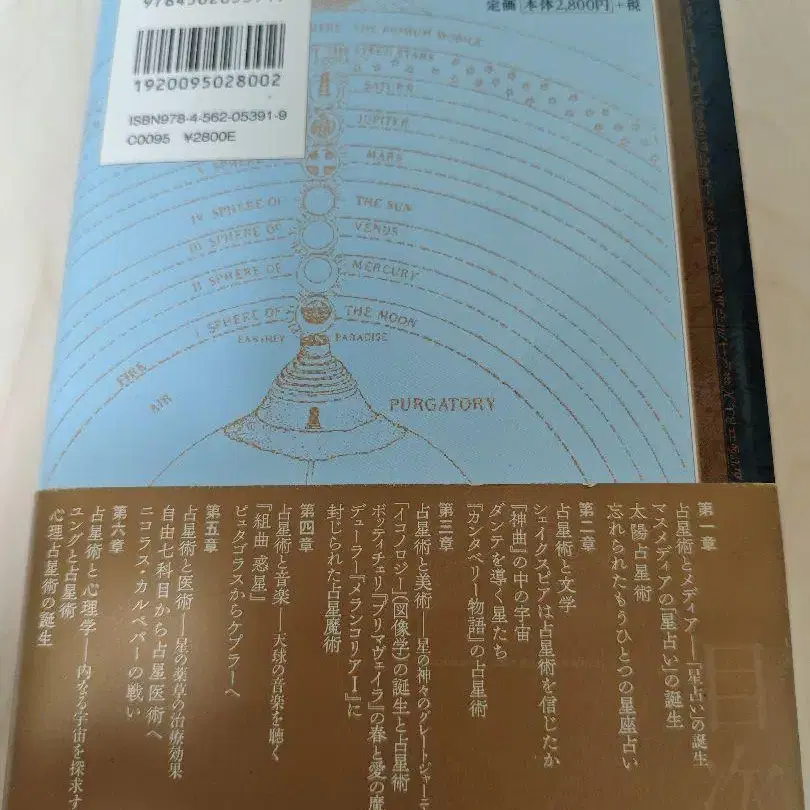 1920095028002
ISBN978-4-562-05391-9
C0095 ¥2800E
定価 本体2,800円 +税
THE PRIMUM MOBILE
FIXED STARS
SATURN
JUPITER
MARS
IV SPHERE OF THE SUN
III SPHERE OF VENUS
II SPHERE OF MERCURY
I SPHERE OF THE MOON
EARTHLY PARADISE
FIRE
AIR
PURGATORY
目次
第一章
占星術とメディア―「星占い」の誕生
マスメディアの「星占い」の誕生
太陽占星術
忘れられたもうひとつの星座占い
第二章
占星術と文学
シェイクスピアは占星術を信じたか
『神曲』の中の宇宙
ダンテを導く星たち
『カンタベリー物語』の占星術
第三章
占星術と美術―星の神々のグレート・ジャーニ
「イコノロジー(図像学)の誕生と占星術
ボッティチェリ『プリマヴェイラ』の春と愛の魔
デューラー『メランコリアⅠ』に
封じられた占星魔術
第四章
占星術と音楽―天球の音楽を聴く
『組曲 惑星』
ピュタゴラスからケプラーへ
第五章
占星術と医術―星の薬草の治療効果
自由七科目から占星医術へ
ニコラス・カルペパーの戦い
第六章
占星術と心理学―内なる宇宙を探求す
ユングと占星術
心理占星術の誕生